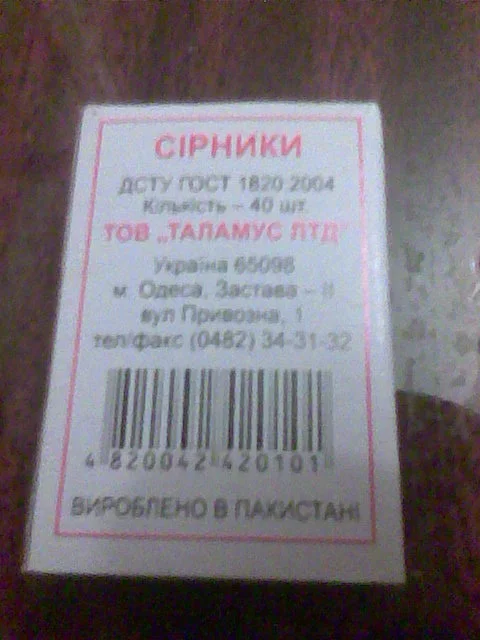 СІРНИКИ
ДСТУ ГОСТ 1820 2004
Кількість – 40 шт.
ТОВ „ТАЛАМУС ЛТД"
Україна 65098
м. Одеса, Застава – ІІ
вул Привозна, 1
тел/факс (0482) 34-31-32
4 820042 420101
ВИРОБЛЕНО В ПАКИСТАНІ